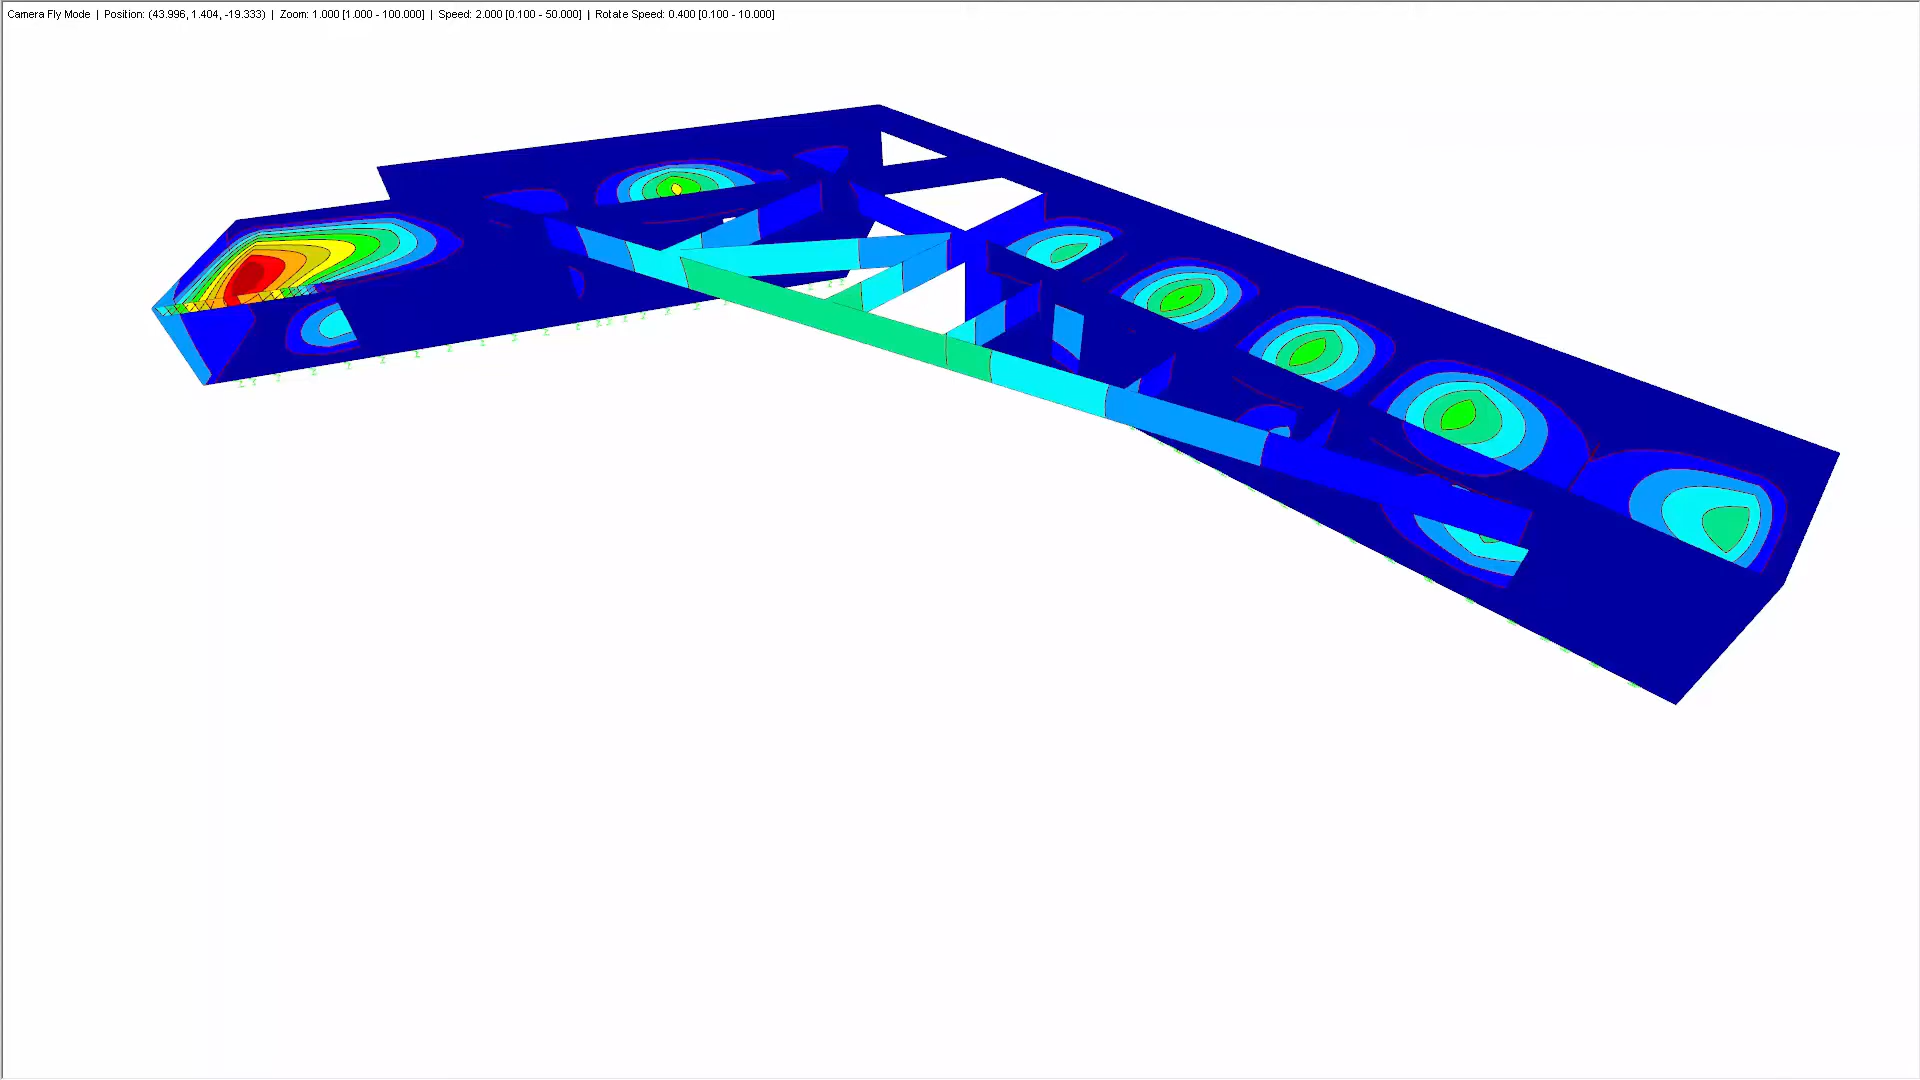 Camera Fly Mode | Position: (43.996, 1.404, -19.333) | Zoom: 1.000 [1.000 - 100.000] | Speed: 2.000 [0.100 - 50.000] | Rotate Speed: 0.400 [0.100 - 10.000]